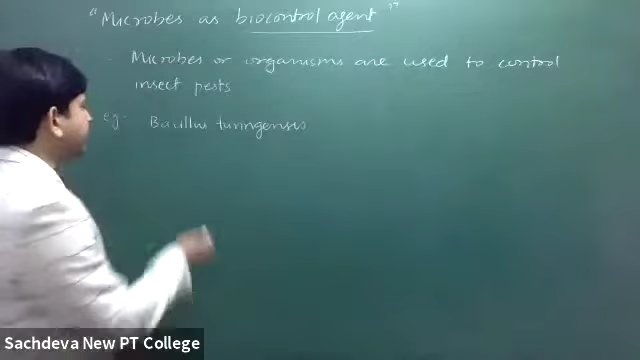 "Microbes as biocontrol agent"
- Microbes or organisms are used to control
insect pests
e.g. Bacillus turingensis
Sachdeva New PT College